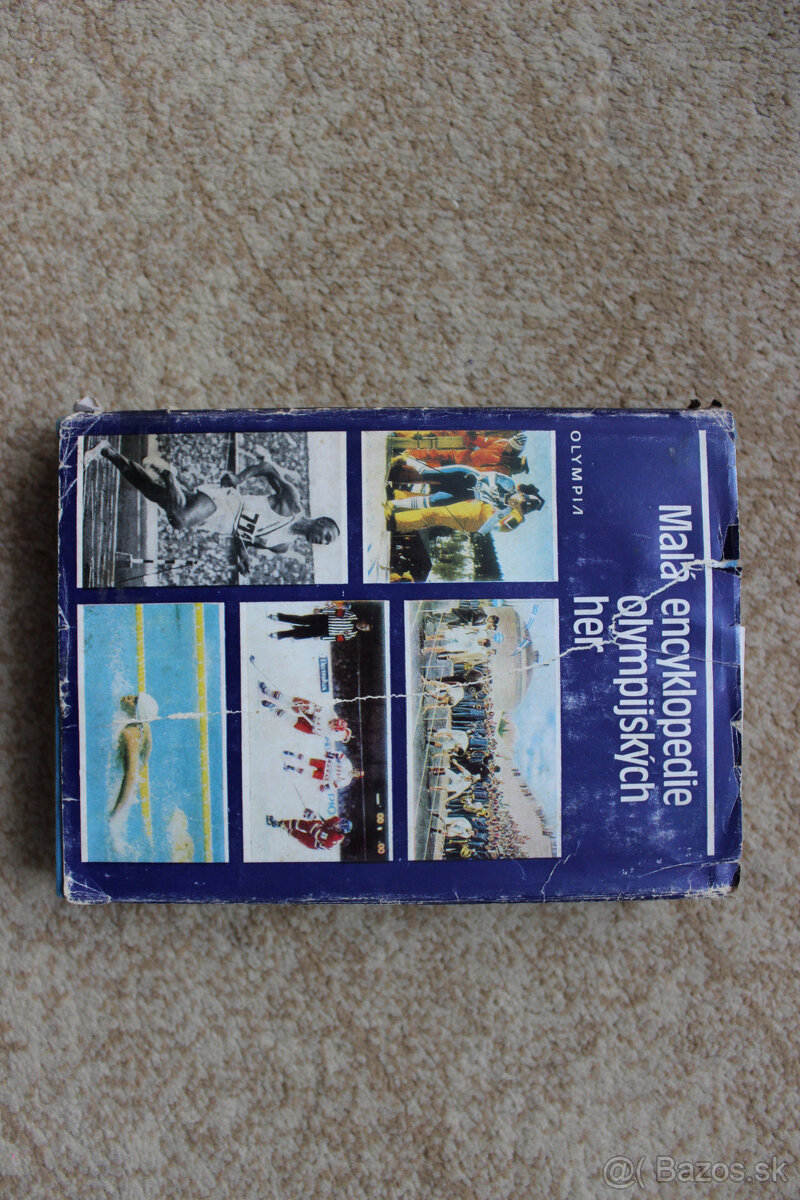 Malá encyklopedie
olympijských
her
OLYMPIA
@( Bazos.sk